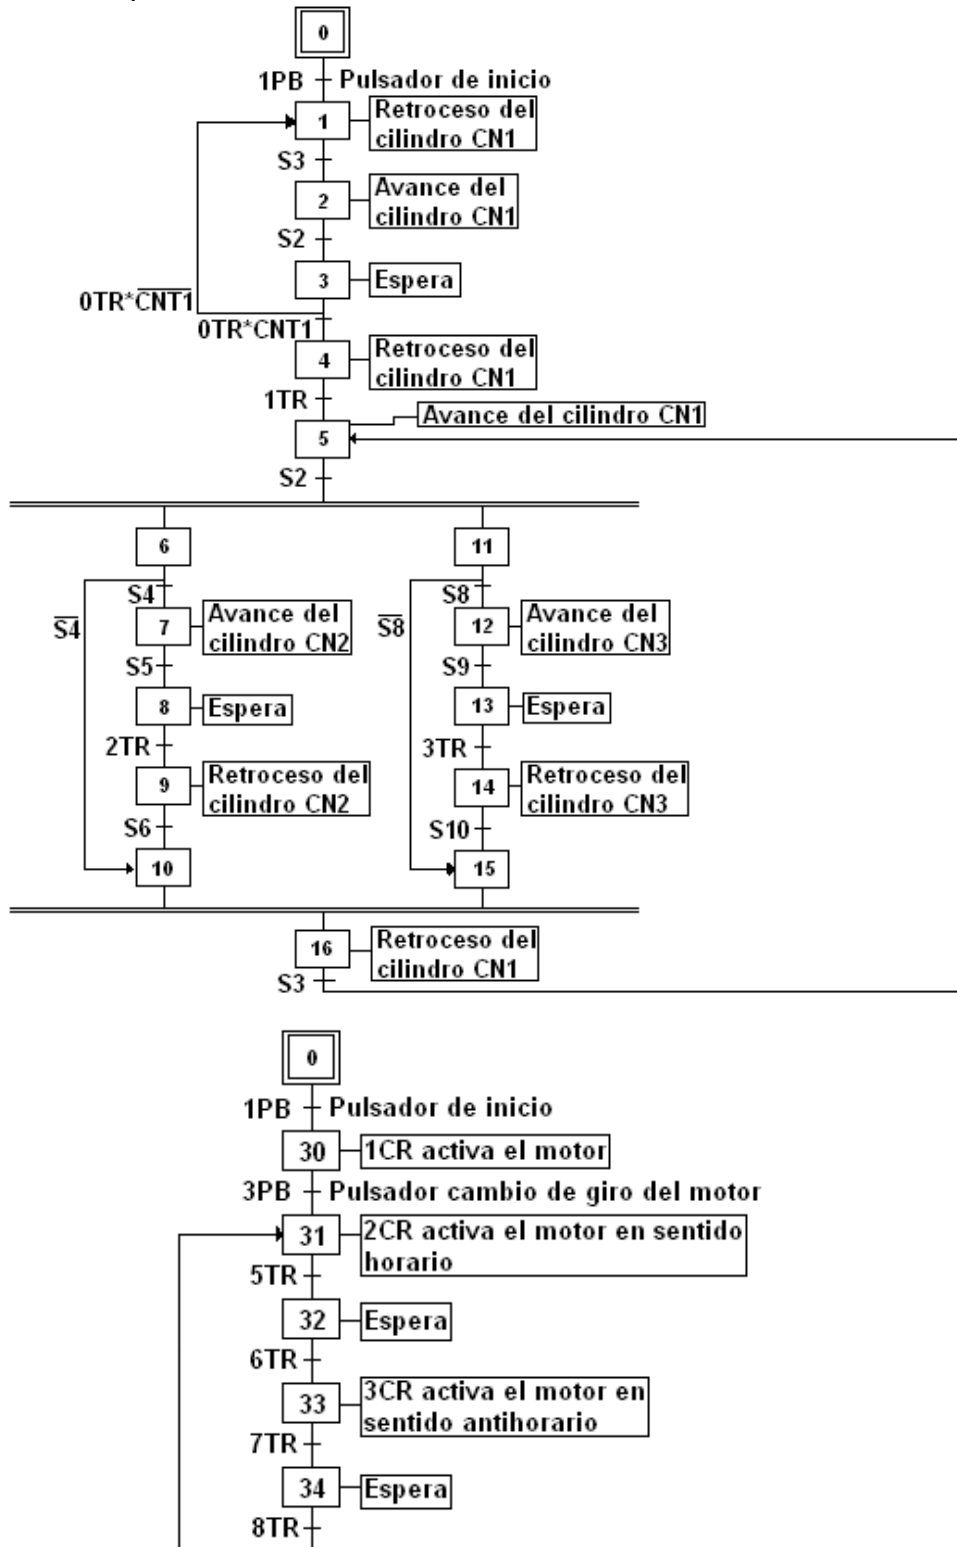 0
1PB Pulsador de inicio
1 Retroceso del
cilindro CN1
S3
2 Avance del
cilindro CN1
S2
3 Espera
0TR*C̅N̅T̅1̅
0TR*CNT1
4 Retroceso del
cilindro CN1
1TR
Avance del cilindro CN1
5
S2
6
S4
S̅4̅
7 Avance del
cilindro CN2
S5
8 Espera
2TR
9 Retroceso del
cilindro CN2
S6
10
11
S8
S̅8̅
12 Avance del
cilindro CN3
S9
13 Espera
3TR
14 Retroceso del
cilindro CN3
S10
15
16 Retroceso del
cilindro CN1
S3
0
1PB Pulsador de inicio
30 1CR activa el motor
3PB Pulsador cambio de giro del motor
31 2CR activa el motor en sentido
horario
5TR
32 Espera
6TR
33 3CR activa el motor en
sentido antihorario
7TR
34 Espera
8TR